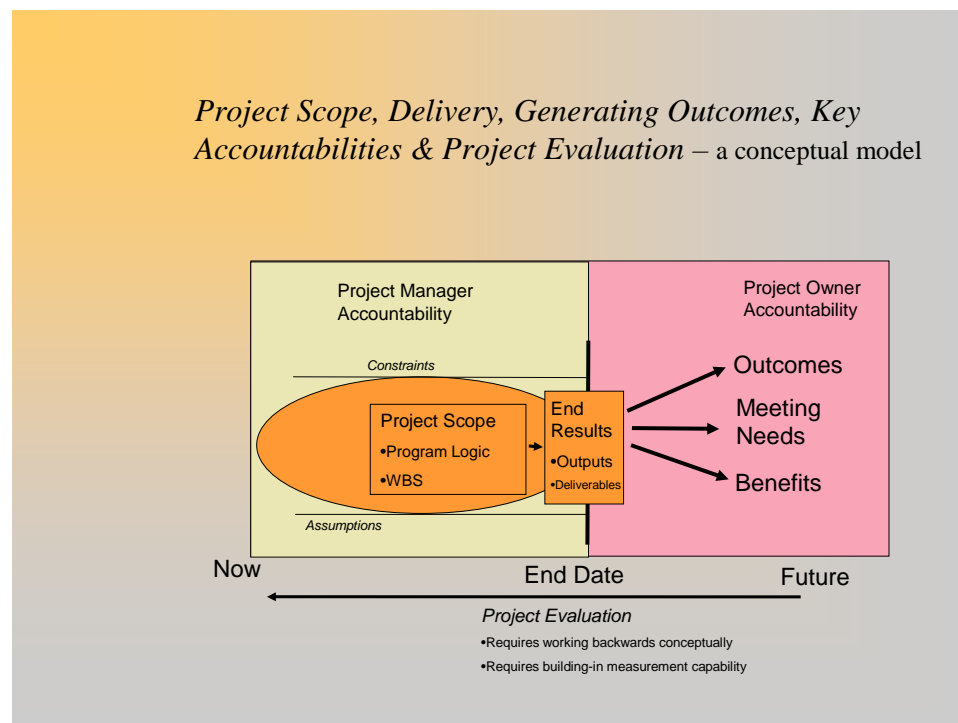 Project Scope, Delivery, Generating Outcomes, Key
Accountabilities & Project Evaluation – a conceptual model
Project Manager
Accountability
Project Owner
Accountability
Constraints
Project Scope
•Program Logic
•WBS
End
Results
•Outputs
•Deliverables
Outcomes
Meeting
Needs
Benefits
Assumptions
Now
End Date
Future
Project Evaluation
•Requires working backwards conceptually
•Requires building-in measurement capability